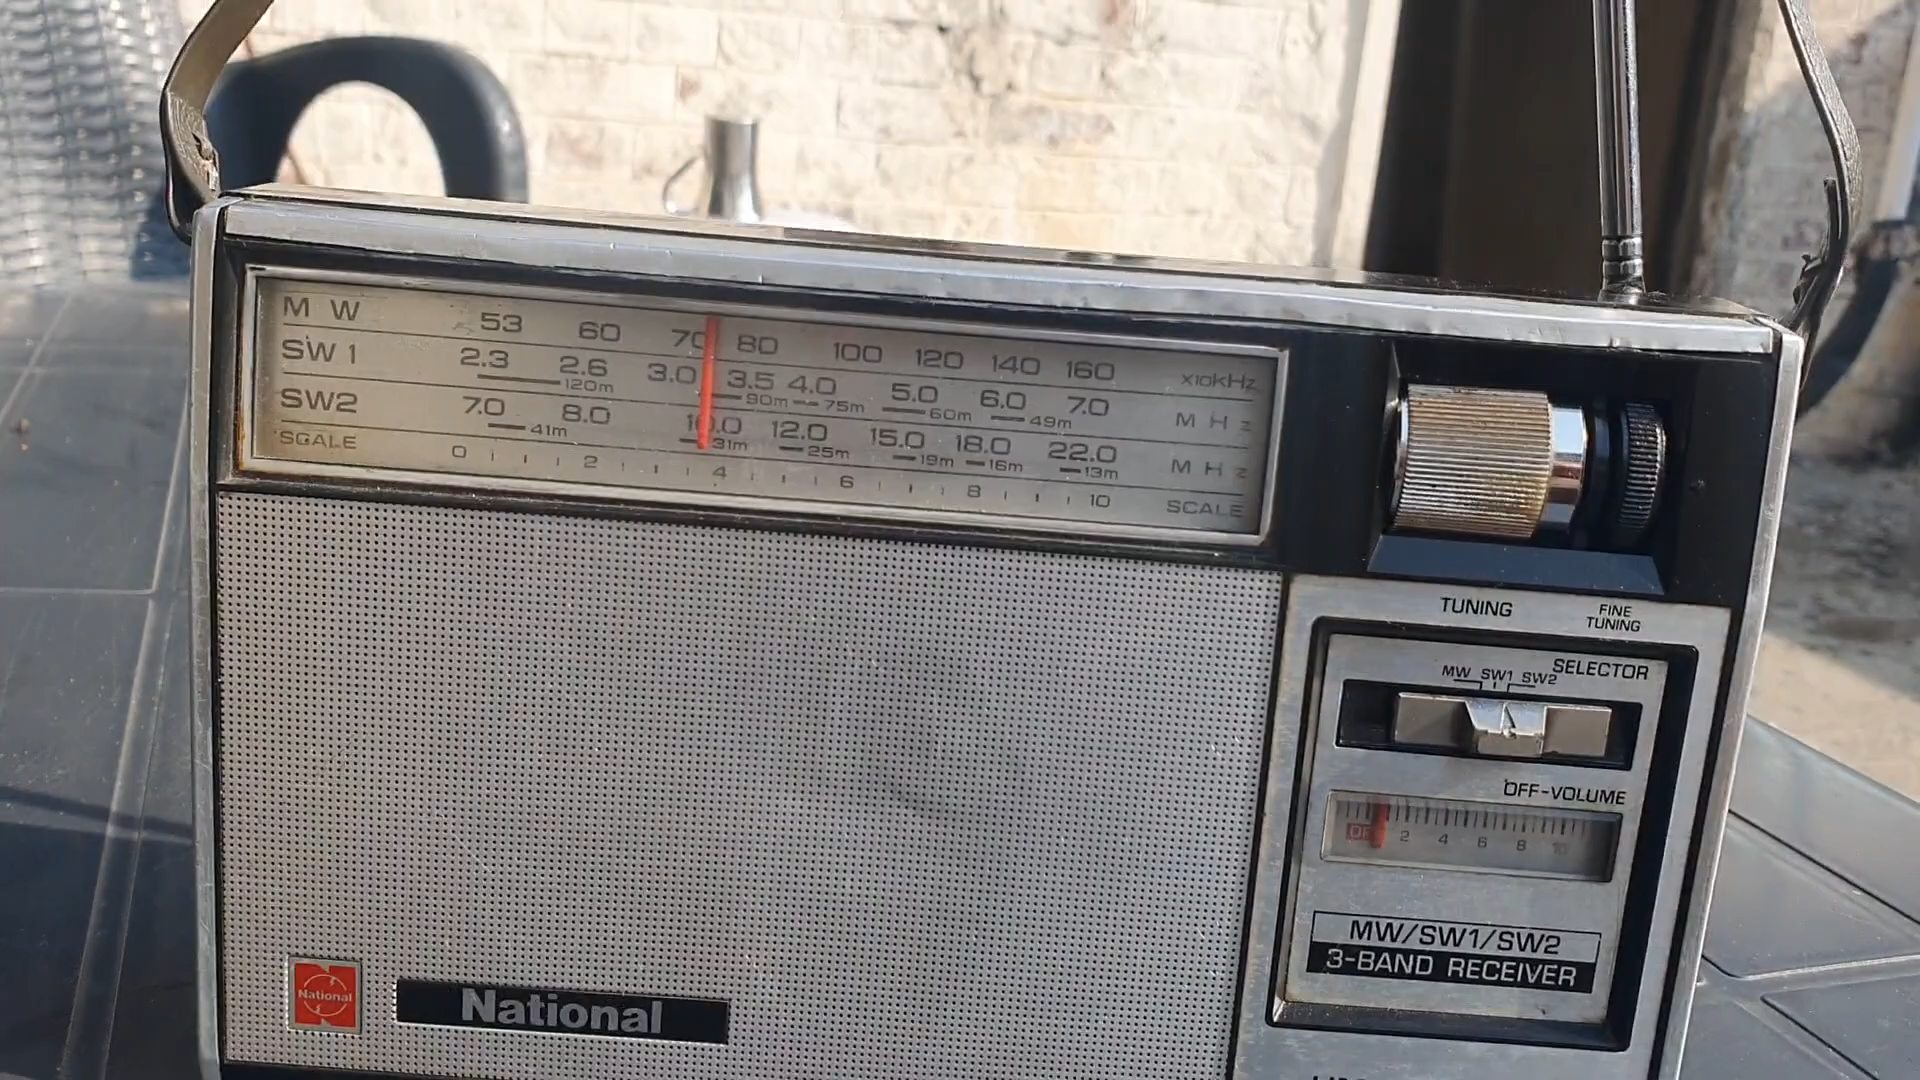 M W 53 60 70 80 100 120 140 160 x10kHz
SW 1 2.3 2.6 3.0 3.5 4.0 5.0 6.0 7.0 MHz
120m 90m 75m 60m 49m
SW2 7.0 8.0 10.0 12.0 15.0 18.0 22.0 MHz
41m 31m 25m 19m 16m 13m
SCALE 0 2 4 6 8 10 SCALE
TUNING
FINE
TUNING
SELECTOR
MW SW1 SW2
OFF-VOLUME
2 4 6 8 10
MW/SW1/SW2
3-BAND RECEIVER
National
National